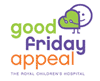 good
friday
appeal
THE ROYAL CHILDREN'S HOSPITAL